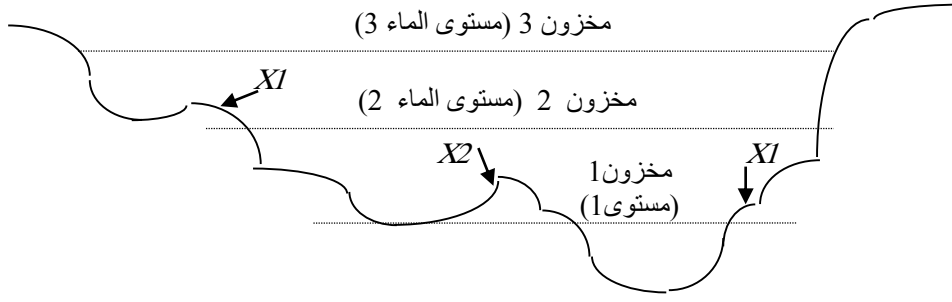 مخزون 3 (مستوى الماء 3)
X1
مخزون 2 (مستوى الماء 2)
X2
X1
مخزون1
(مستوى1)